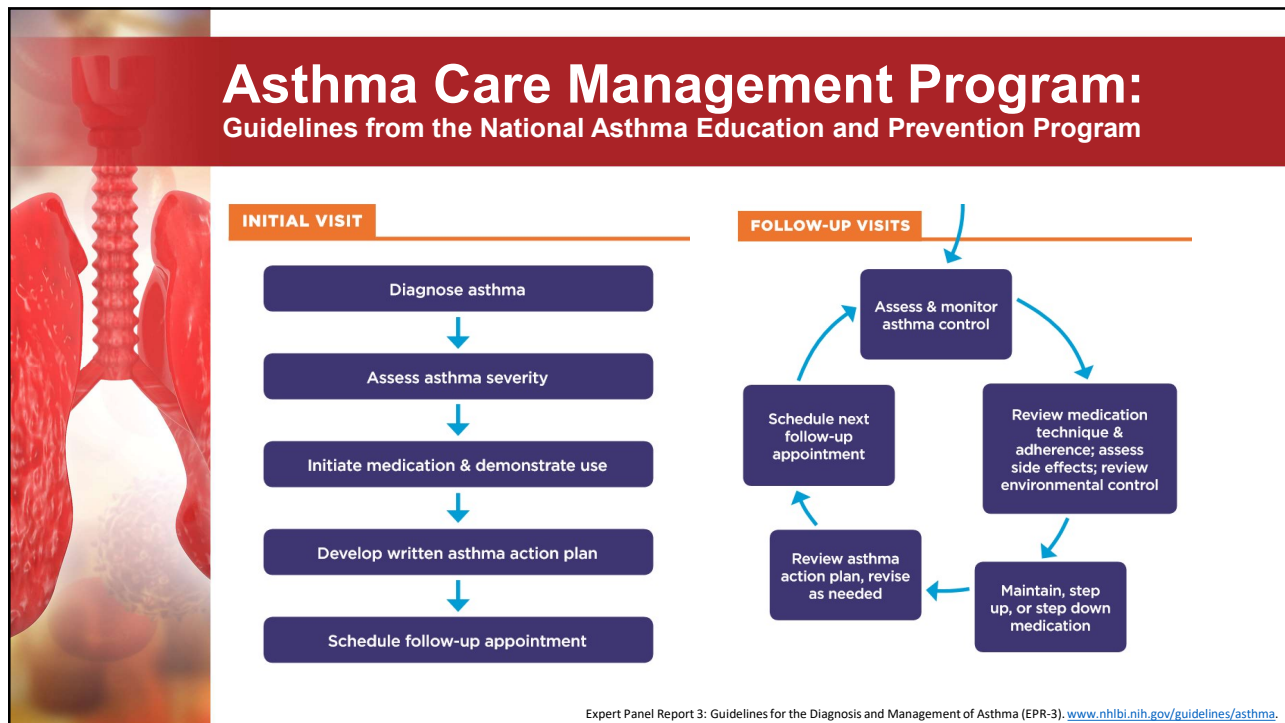 Asthma Care Management Program:
Guidelines from the National Asthma Education and Prevention Program
INITIAL VISIT
Diagnose asthma
Assess asthma severity
Initiate medication & demonstrate use
Develop written asthma action plan
Schedule follow-up appointment
FOLLOW-UP VISITS
Assess & monitor
asthma control
Review medication
technique &
adherence; assess
side effects; review
environmental control
Maintain, step
up, or step down
medication
Review asthma
action plan, revise
as needed
Schedule next
follow-up
appointment
Expert Panel Report 3: Guidelines for the Diagnosis and Management of Asthma (EPR-3). www.nhlbi.nih.gov/guidelines/asthma.